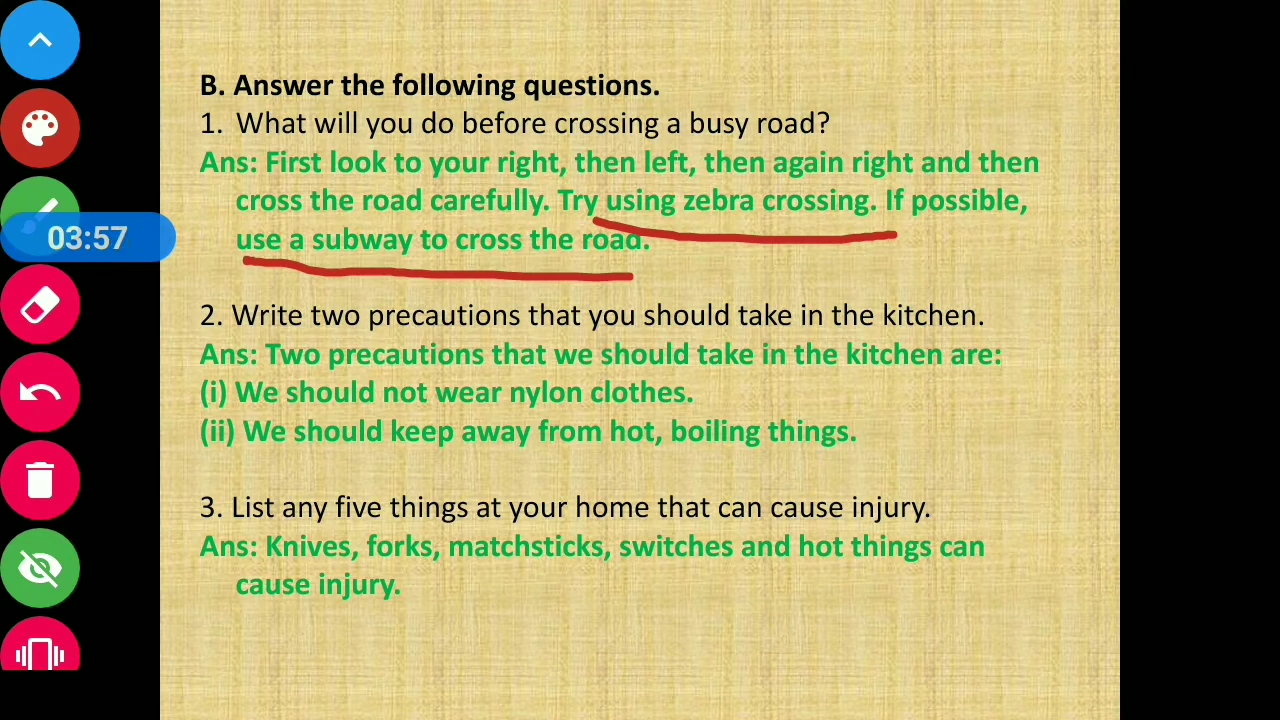 B. Answer the following questions.
1. What will you do before crossing a busy road?
Ans: First look to your right, then left, then again right and then
cross the road carefully. Try using zebra crossing. If possible,
use a subway to cross the road.
03:57
2. Write two precautions that you should take in the kitchen.
Ans: Two precautions that we should take in the kitchen are:
(i) We should not wear nylon clothes.
(ii) We should keep away from hot, boiling things.
3. List any five things at your home that can cause injury.
Ans: Knives, forks, matchsticks, switches and hot things can
cause injury.